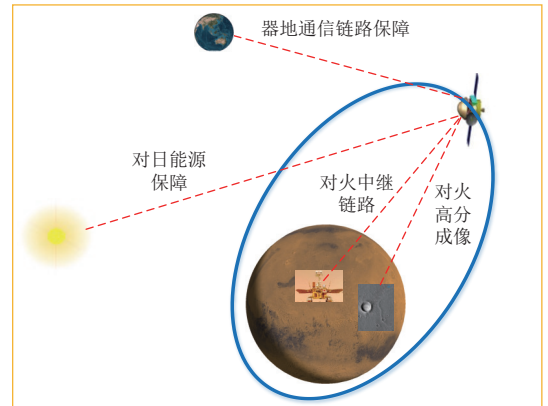 器地通信链路保障
对日能源
保障
对火中继
链路
对火
高分
成像